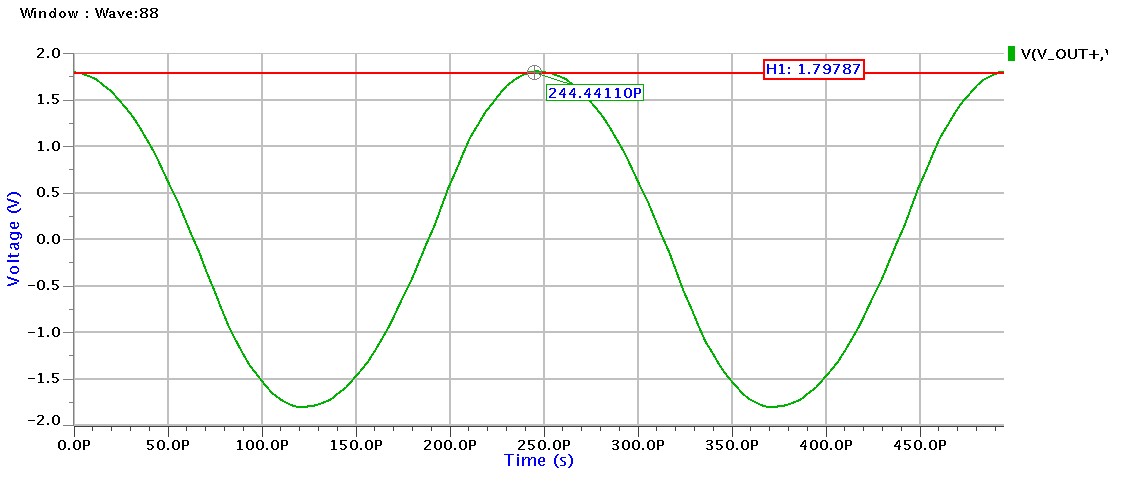 Window : Wave:88
V(V_OUT+,
H1: 1.79787
244.44110P
2.0
1.5
1.0
0.5
0.0
−0.5
−1.0
−1.5
−2.0
Voltage (V)
0.0P 50.0P 100.0P 150.0P 200.0P 250.0P 300.0P 350.0P 400.0P 450.0P
Time (s)